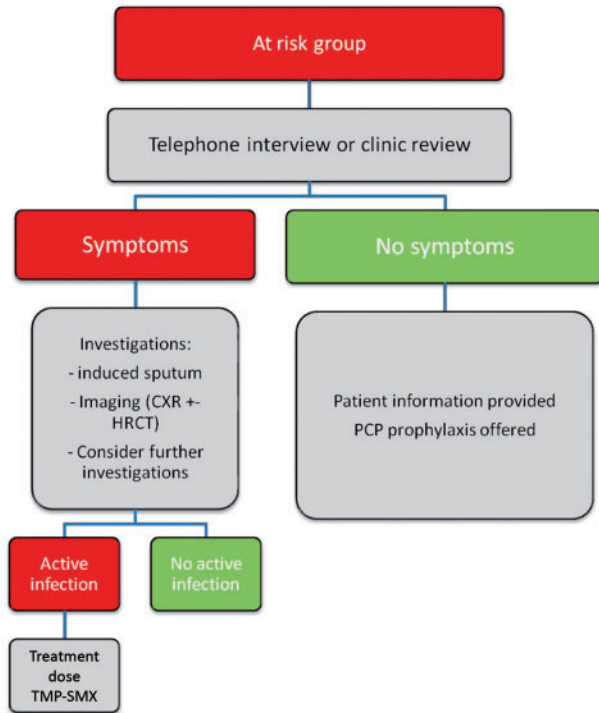 At risk group
Telephone interview or clinic review
Symptoms
No symptoms
Investigations:
- induced sputum
- Imaging (CXR +-
HRCT)
- Consider further
investigations
Patient information provided
PCP prophylaxis offered
Active
infection
No active
infection
Treatment
dose
TMP-SMX